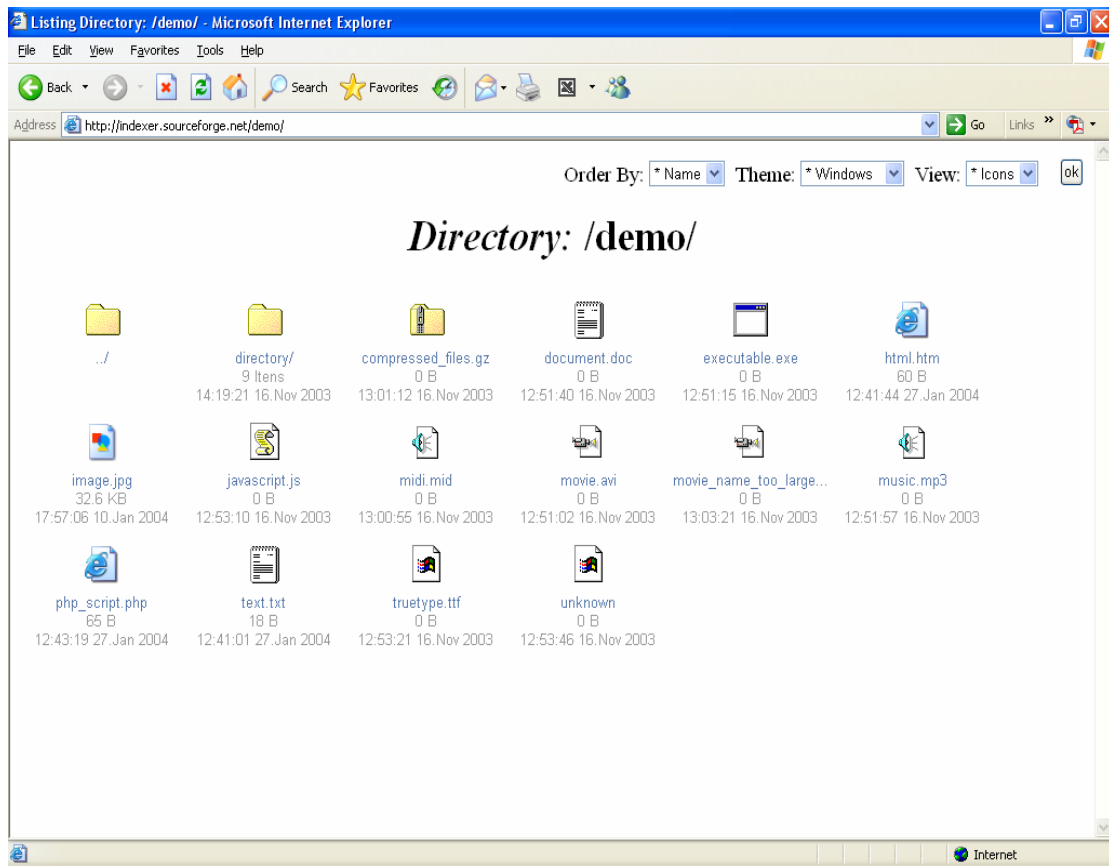 Listing Directory: /demo/ - Microsoft Internet Explorer
File Edit View Favorites Tools Help
Back Search Favorites
Address http://indexer.sourceforge.net/demo/ Go Links »
Order By: * Name Theme: * Windows View: * Icons ok
Directory: /demo/
../ directory/ compressed_files.gz document.doc executable.exe html.htm
9 Itens 0 B 0 B 0 B 60 B
14:19:21 16.Nov 2003 13:01:12 16.Nov 2003 12:51:40 16.Nov 2003 12:51:15 16.Nov 2003 12:41:44 27.Jan 2004
image.jpg javascript.js midi.mid movie.avi movie_name_too_large... music.mp3
32.6 KB 0 B 0 B 0 B 0 B 0 B
17:57:06 10.Jan 2004 12:53:10 16.Nov 2003 13:00:55 16.Nov 2003 12:51:02 16.Nov 2003 13:03:21 16.Nov 2003 12:51:57 16.Nov 2003
php_script.php text.txt truetype.ttf unknown
65 B 18 B 0 B 0 B
12:43:19 27.Jan 2004 12:41:01 27.Jan 2004 12:53:21 16.Nov 2003 12:53:46 16.Nov 2003
Internet